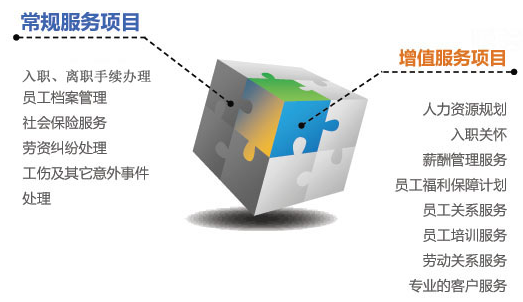 常规服务项目
入职、离职手续办理
员工档案管理
社会保险服务
劳资纠纷处理
工伤及其它意外事件
处理
增值服务项目
人力资源规划
入职关怀
薪酬管理服务
员工福利保障计划
员工关系服务
员工培训服务
劳动关系服务
专业的客户服务